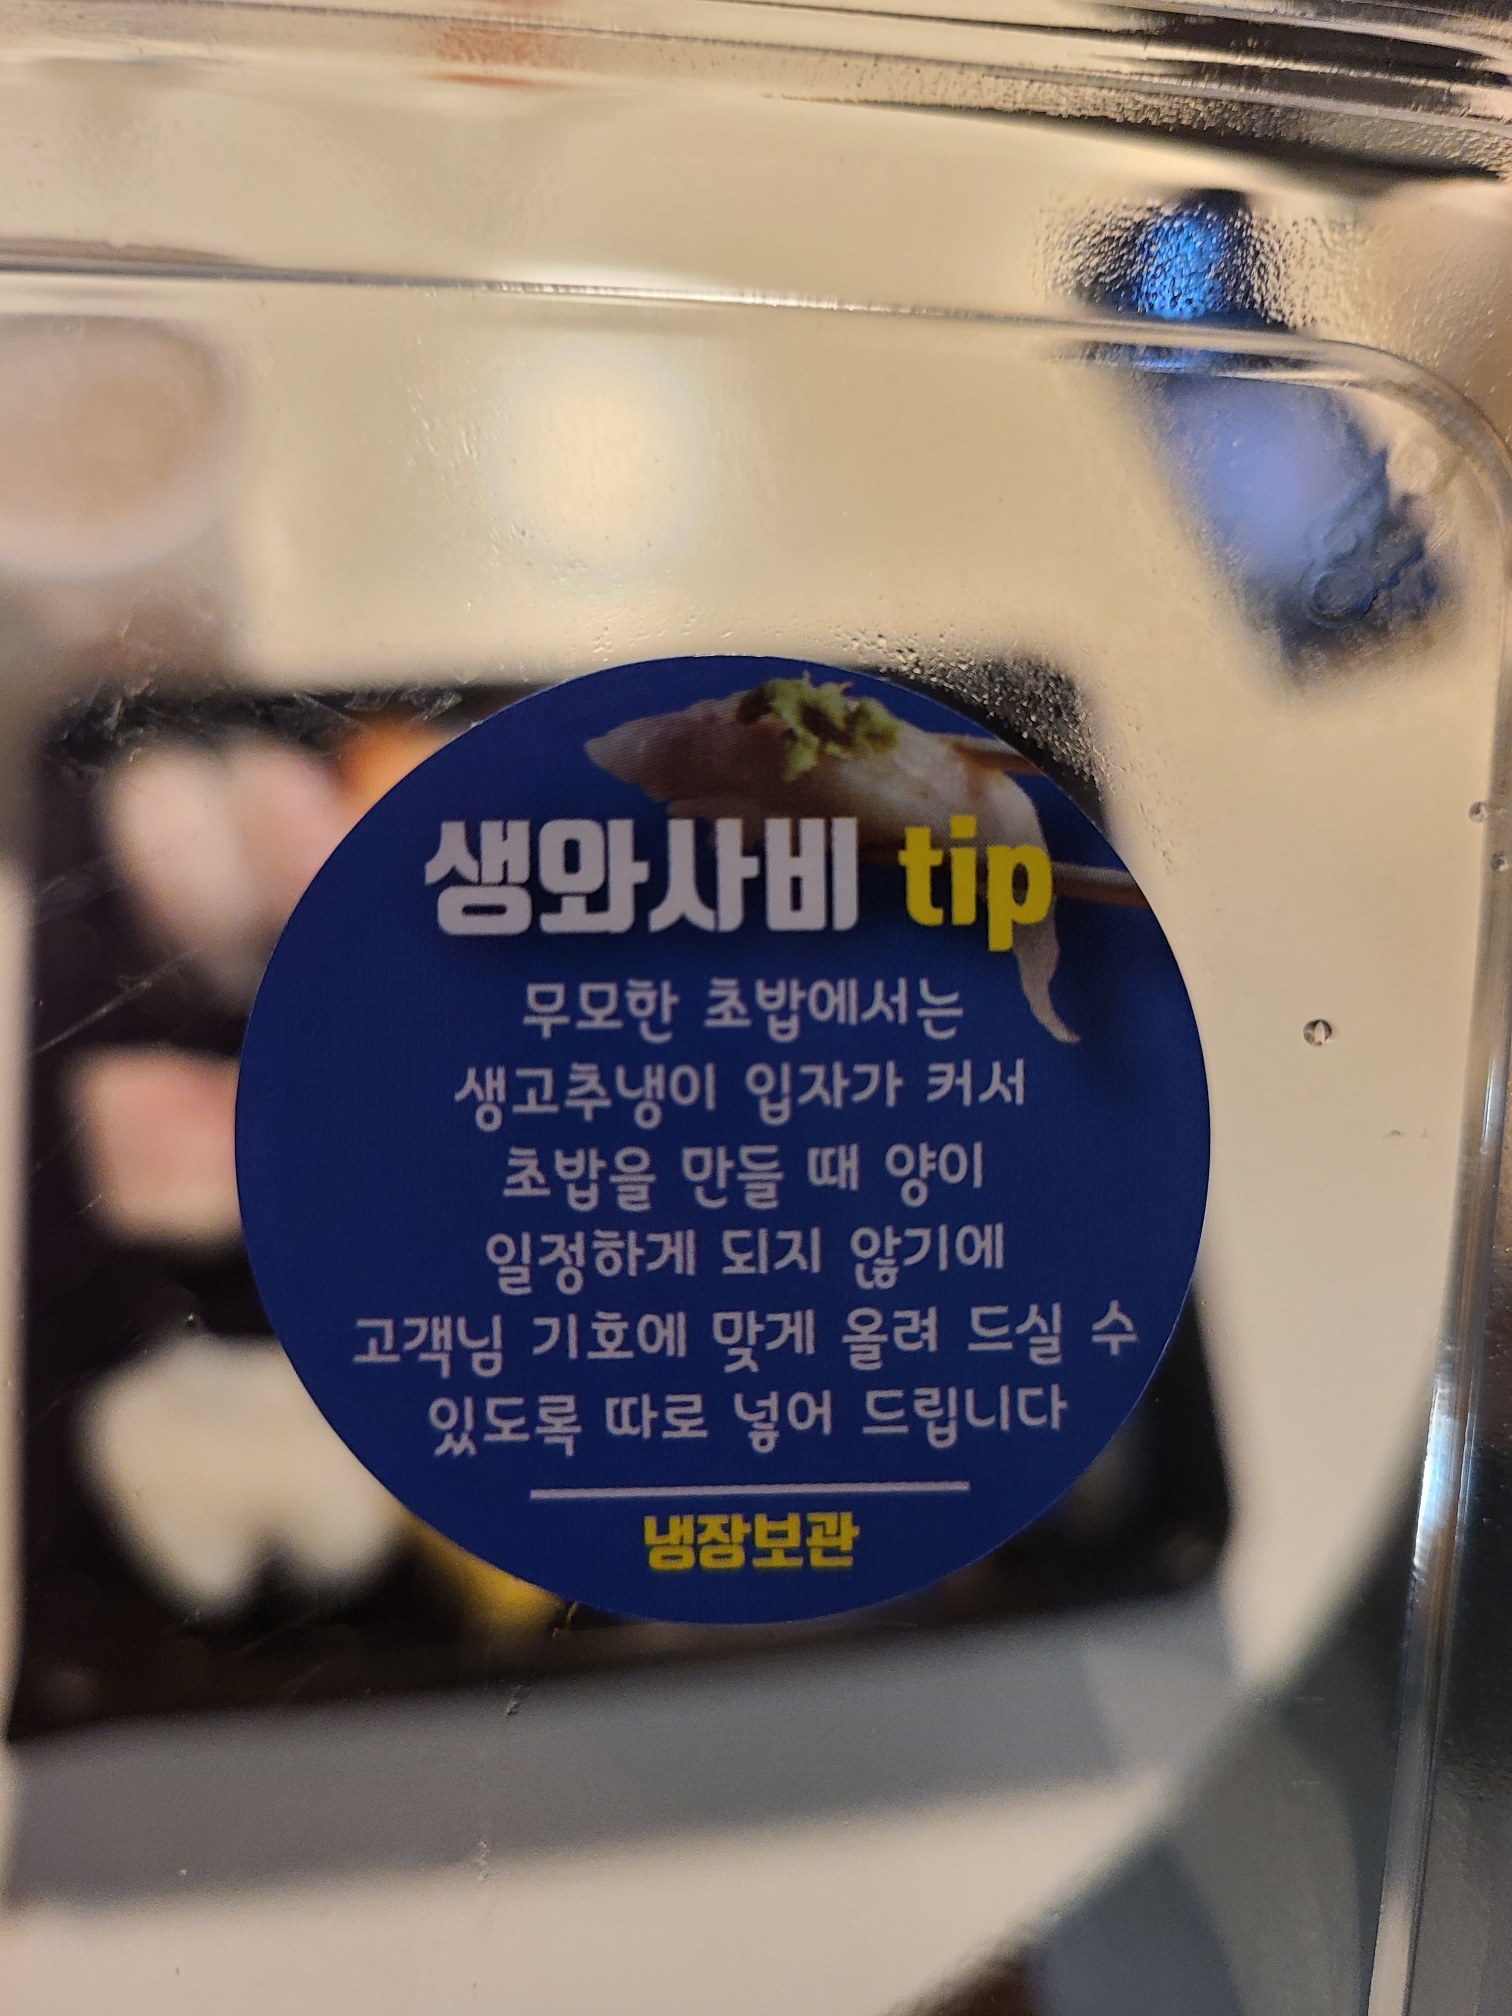 생와사비 tip
무모한 초밥에서는
생고추냉이 입자가 커서
초밥을 만들 때 양이
일정하게 되지 않기에
고객님 기호에 맞게 올려 드실 수
있도록 따로 넣어 드립니다
냉장보관